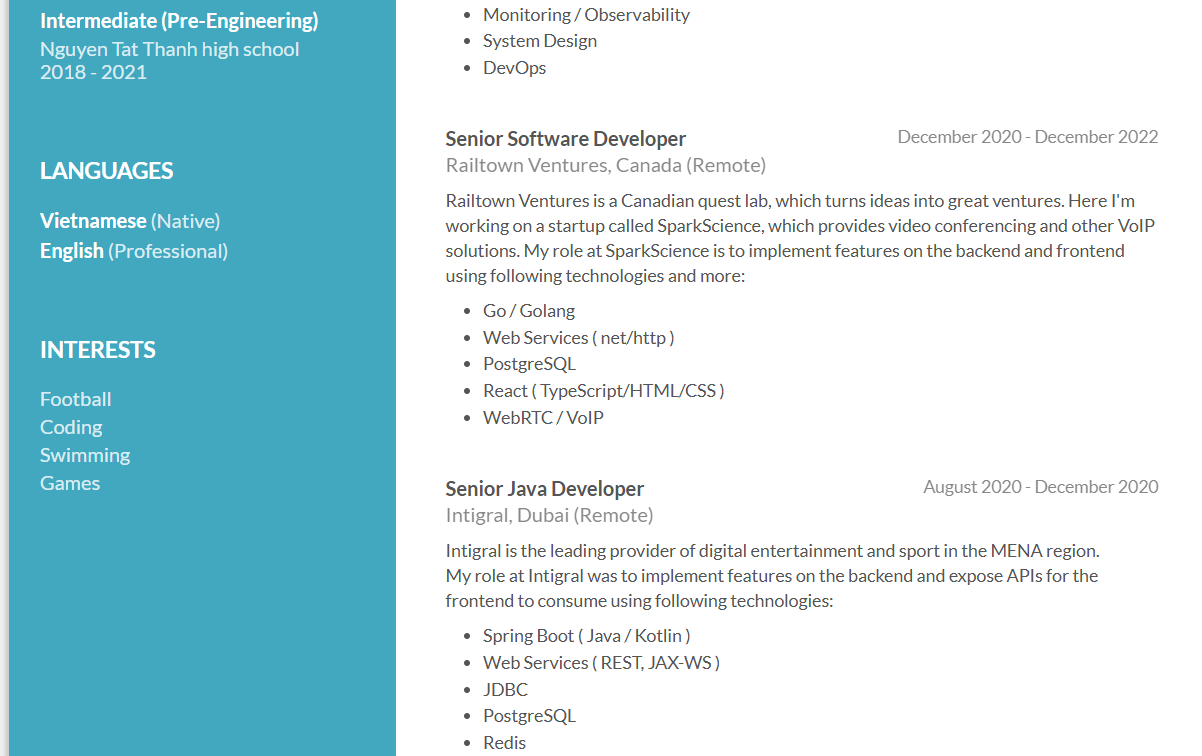 Intermediate (Pre-Engineering)
Nguyen Tat Thanh high school
2018 - 2021
LANGUAGES
Vietnamese (Native)
English (Professional)
INTERESTS
Football
Coding
Swimming
Games
Monitoring / Observability
System Design
DevOps
Senior Software Developer
December 2020 - December 2022
Railtown Ventures, Canada (Remote)
Railtown Ventures is a Canadian quest lab, which turns ideas into great ventures. Here I'm
working on a startup called SparkScience, which provides video conferencing and other VoIP
solutions. My role at SparkScience is to implement features on the backend and frontend
using following technologies and more:
Go / Golang
Web Services ( net/http )
PostgreSQL
React ( TypeScript/HTML/CSS )
WebRTC / VoIP
Senior Java Developer
August 2020 - December 2020
Intigral, Dubai (Remote)
Intigral is the leading provider of digital entertainment and sport in the MENA region.
My role at Intigral was to implement features on the backend and expose APIs for the
frontend to consume using following technologies:
Spring Boot ( Java / Kotlin )
Web Services ( REST, JAX-WS )
JDBC
PostgreSQL
Redis